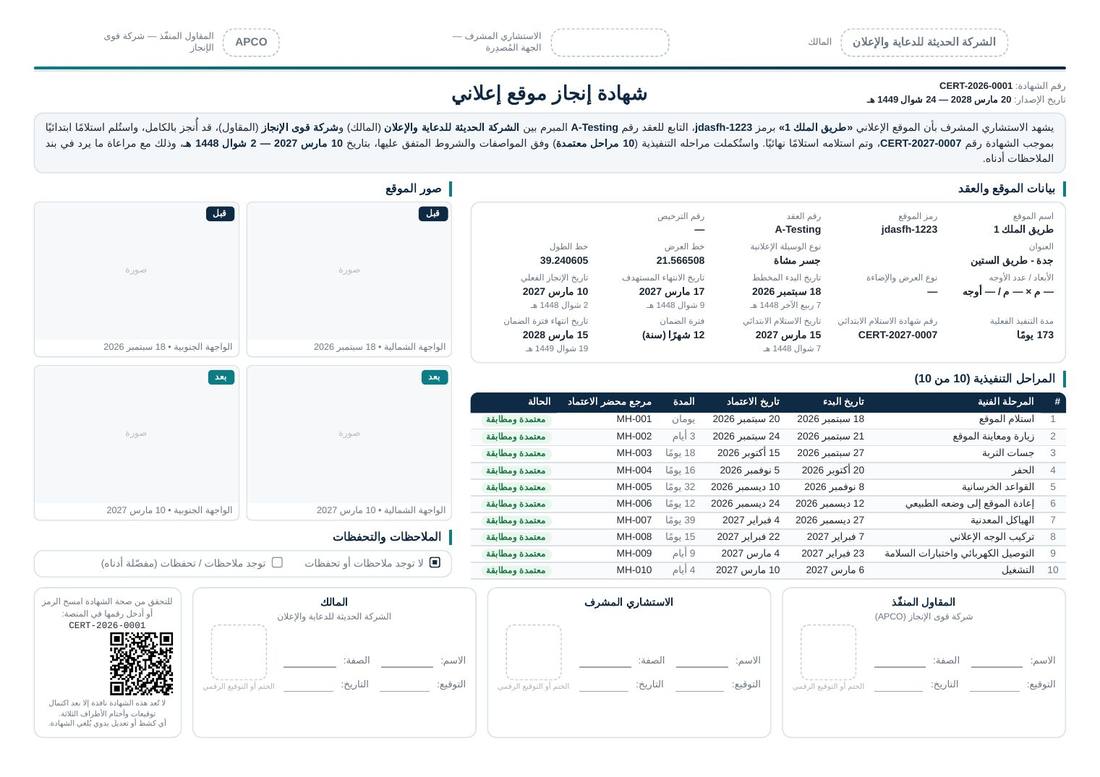 الشركة الحديثة للدعاية والإعلان
المالك
الاستشاري المشرف —
الجهة المُصدِرة
APCO
المقاول المنفّذ — شركة قوى
الإنجاز
رقم الشهادة: CERT-2026-0001
تاريخ الإصدار: 20 مارس 2028 — 24 شوال 1449 هـ
شهادة إنجاز موقع إعلاني
يشهد الاستشاري المشرف بأن الموقع الإعلاني «طريق الملك 1» برمز jdasfh-1223، التابع للعقد رقم A-Testing المبرم بين الشركة الحديثة للدعاية والإعلان (المالك) وشركة قوى الإنجاز (المقاول)، قد أُنجز بالكامل، واستُلم استلامًا ابتدائيًا
بموجب الشهادة رقم CERT-2027-0007، وتم استلامه استلامًا نهائيًا. واستُكملت مراحله التنفيذية (10 مراحل معتمدة) وفق المواصفات والشروط المتفق عليها، بتاريخ 10 مارس 2027 — 2 شوال 1448 هـ، وذلك مع مراعاة ما يرد في بند
الملاحظات أدناه.
بيانات الموقع والعقد
اسم الموقع رمز الموقع رقم العقد رقم الترخيص
طريق الملك 1 jdasfh-1223 A-Testing —
العنوان نوع الوسيلة الإعلانية خط العرض خط الطول
جدة - طريق الستين جسر مشاة 21.566508 39.240605
الأبعاد / عدد الأوجه نوع العرض والإضاءة تاريخ البدء المخطط تاريخ الانتهاء المستهدف تاريخ الإنجاز الفعلي
— م × — م / — أوجه — 18 سبتمبر 2026 17 مارس 2027 10 مارس 2027
7 ربيع الآخر 1448 هـ 9 شوال 1448 هـ 2 شوال 1448 هـ
مدة التنفيذ الفعلية رقم شهادة الاستلام الابتدائي تاريخ الاستلام الابتدائي فترة الضمان تاريخ انتهاء فترة الضمان
173 يومًا CERT-2027-0007 15 مارس 2027 12 شهرًا (سنة) 15 مارس 2028
7 شوال 1448 هـ 19 شوال 1449 هـ
المراحل التنفيذية (10 من 10)
# المرحلة الفنية تاريخ البدء تاريخ الاعتماد المدة مرجع محضر الاعتماد الحالة
1 استلام الموقع 18 سبتمبر 2026 20 سبتمبر 2026 يومان MH-001 معتمدة ومطابقة
2 زيارة ومعاينة الموقع 21 سبتمبر 2026 24 سبتمبر 2026 3 أيام MH-002 معتمدة ومطابقة
3 جسات التربة 27 سبتمبر 2026 15 أكتوبر 2026 18 يومًا MH-003 معتمدة ومطابقة
4 الحفر 20 أكتوبر 2026 5 نوفمبر 2026 16 يومًا MH-004 معتمدة ومطابقة
5 القواعد الخرسانية 8 نوفمبر 2026 10 ديسمبر 2026 32 يومًا MH-005 معتمدة ومطابقة
6 إعادة الموقع إلى وضعه الطبيعي 12 ديسمبر 2026 24 ديسمبر 2026 12 يومًا MH-006 معتمدة ومطابقة
7 الهياكل المعدنية 27 ديسمبر 2026 4 فبراير 2027 39 يومًا MH-007 معتمدة ومطابقة
8 تركيب الوجه الإعلاني 7 فبراير 2027 22 فبراير 2027 15 يومًا MH-008 معتمدة ومطابقة
9 التوصيل الكهربائي واختبارات السلامة 23 فبراير 2027 4 مارس 2027 9 أيام MH-009 معتمدة ومطابقة
10 التشغيل 6 مارس 2027 10 مارس 2027 4 أيام MH-010 معتمدة ومطابقة
صور الموقع
قبل
صورة
الواجهة الشمالية • 18 سبتمبر 2026
قبل
صورة
الواجهة الجنوبية • 18 سبتمبر 2026
بعد
صورة
الواجهة الشمالية • 10 مارس 2027
بعد
صورة
الواجهة الجنوبية • 10 مارس 2027
الملاحظات والتحفظات
لا توجد ملاحظات أو تحفظات توجد ملاحظات / تحفظات (مفصّلة أدناه)
المقاول المنفّذ
شركة قوى الإنجاز (APCO)
الاسم: الصفة:
التوقيع: التاريخ:
الختم أو التوقيع الرقمي
الاستشاري المشرف
الاسم: الصفة:
التوقيع: التاريخ:
الختم أو التوقيع الرقمي
المالك
الشركة الحديثة للدعاية والإعلان
الاسم: الصفة:
التوقيع: التاريخ:
الختم أو التوقيع الرقمي
للتحقق من صحة الشهادة امسح الرمز
أو أدخل رقمها في المنصة:
CERT-2026-0001
لا تُعد هذه الشهادة نافذة إلا بعد اكتمال
توقيعات وأختام الأطراف الثلاثة.
أي كشط أو تعديل يدوي يُلغي الشهادة.